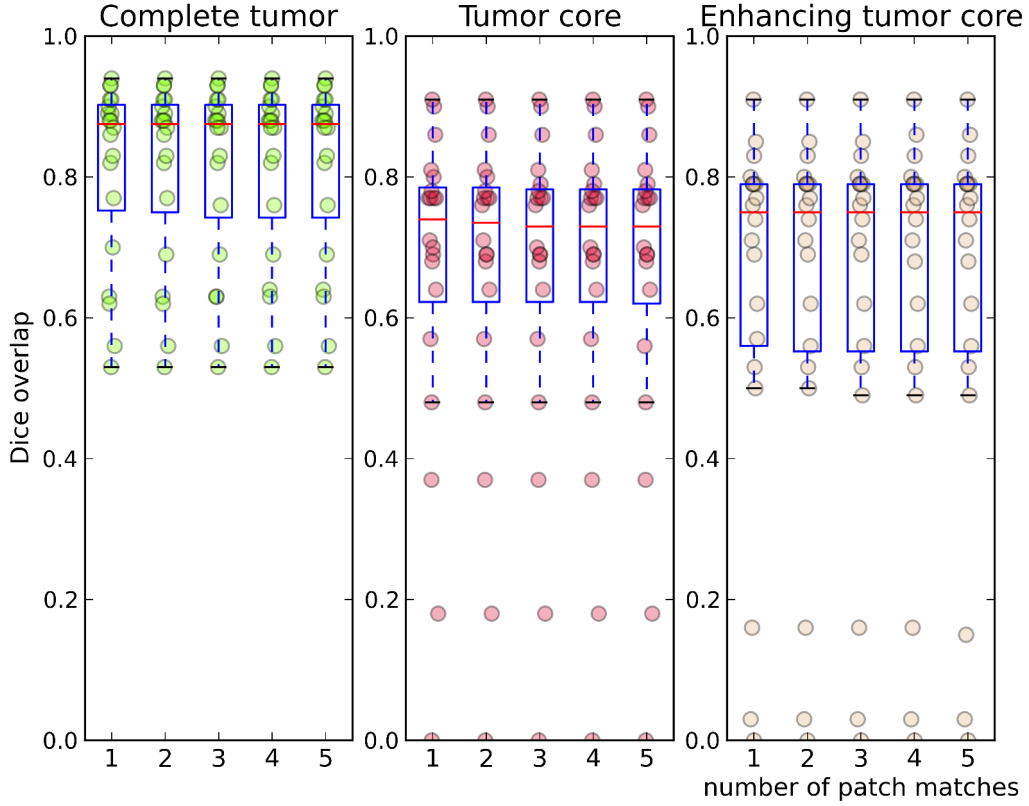 Complete tumor
Tumor core
Enhancing tumor core
1.0 1.0 1.0
0.8 0.8 0.8
0.6 0.6 0.6
Dice overlap
0.4 0.4 0.4
0.2 0.2 0.2
0.0 0.0 0.0
1 2 3 4 5 1 2 3 4 5 1 2 3 4 5
number of patch matches